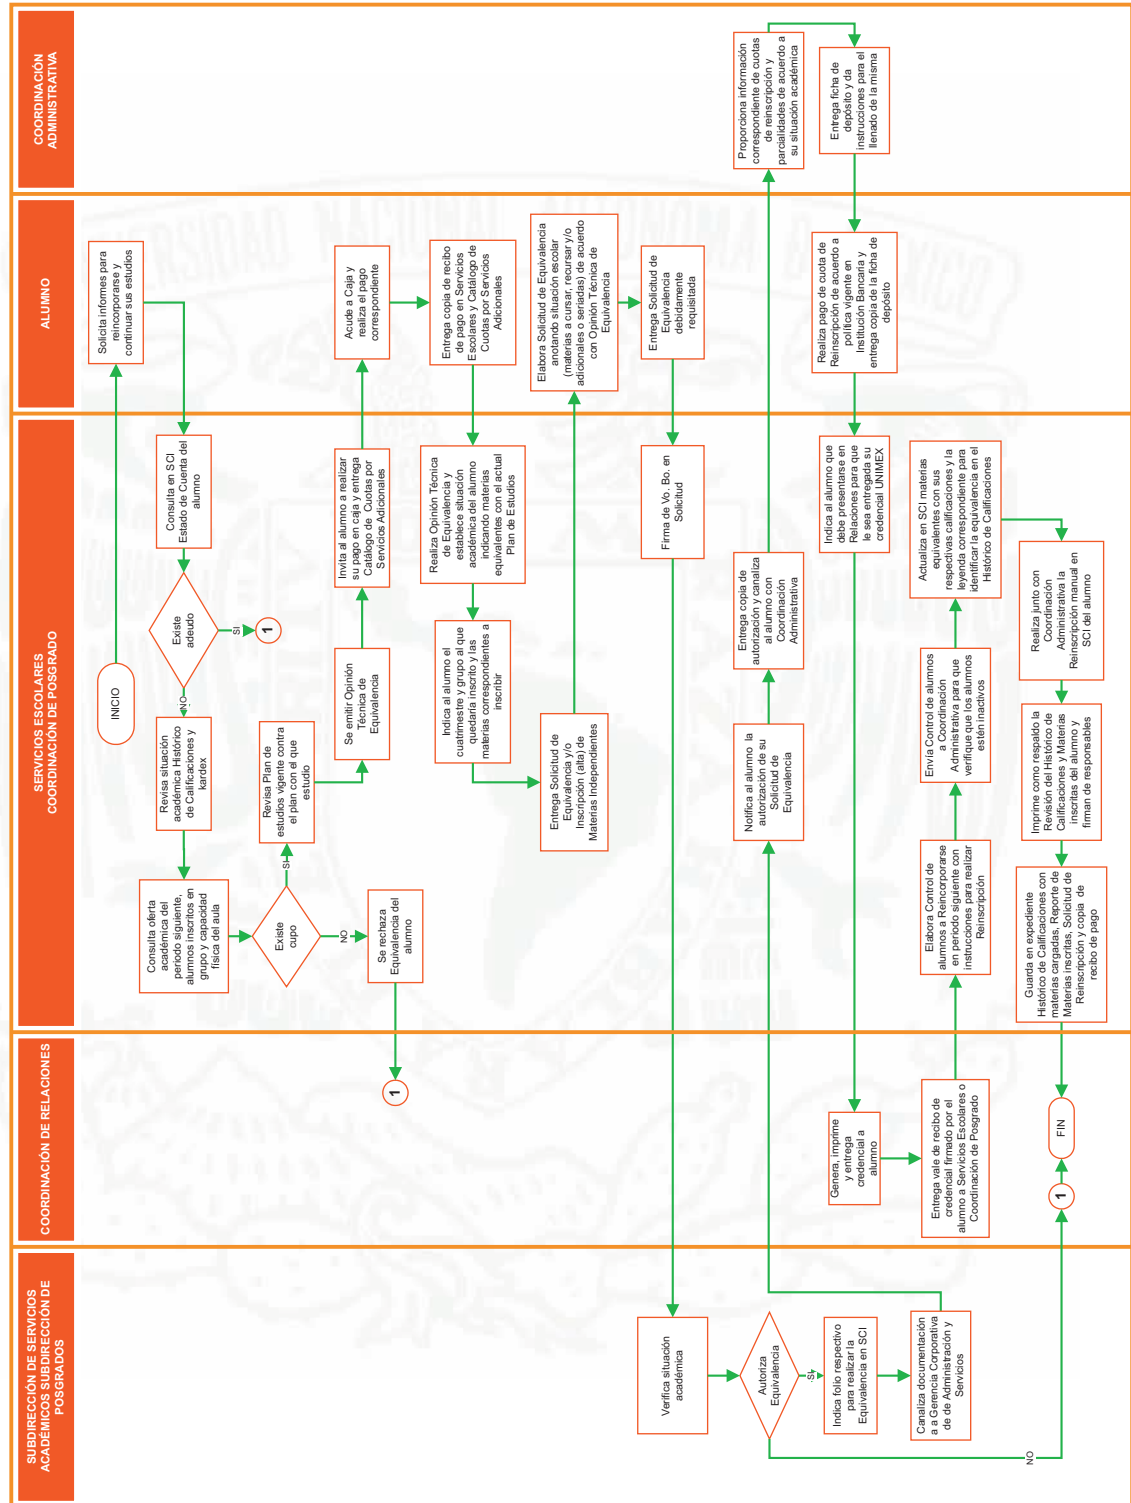 SUBDIRECCIÓN DE SERVICIOS
ACADÉMICOS SUBDIRECCIÓN DE
POSGRADOS
COORDINACIÓN DE RELACIONES
SERVICIOS ESCOLARES
COORDINACIÓN DE POSGRADO
ALUMNO
COORDINACIÓN
ADMINISTRATIVA
INICIO
Solicita informes para
reincorporarse y
continuar sus estudios
Consulta en SCI
Estado de Cuenta del
alumno
Existe
adeudo
SI
1
NO
Revisa situación
académica Histórico
de Calificaciones y
kardex
Consulta oferta
académica del
periodo siguiente,
alumnos inscritos en
grupo y capacidad
física del aula
Existe
cupo
NO
Se rechaza
Equivalencia del
alumno
1
SI
Revisa Plan de
estudios vigente contra
el plan con el que
estudio
Se emitir Opinión
Técnica de
Equivalencia
Invita al alumno a realizar
su pago en caja y entrega
Catálogo de Cuotas por
Servicios Adicionales
Acude a Caja y
realiza el pago
correspondiente
Entrega copia de recibo
de pago en Servicios
Escolares y Catálogo de
Cuotas por Servicios
Adicionales
Realiza Opinión Técnica
de Equivalencia y
establece situación
académica del alumno
indicando materias
equivalentes con el actual
Plan de Estudios
Indica al alumno el
cuatrimestre y grupo al que
quedaría inscrito y las
materias correspondientes a
inscribir
Entrega Solicitud de
Equivalencia y/o
Inscripción (alta) de
Materias Independientes
Elabora Solicitud de Equivalencia
anotando situación escolar
(materias a cursar, recursar y/o
adicionales o seriadas) de acuerdo
con Opinión Técnica de
Equivalencia
Entrega Solicitud de
Equivalencia
debidamente
requisitada
Firma de Vo. Bo. en
Solicitud
Verifica situación
académica
Autoriza
Equivalencia
NO
SI
Indica folio respectivo
para realizar la
Equivalencia en SCI
Canaliza documentación
a a Gerencia Corporativa
de de Administración y
Servicios
Notifica al alumno la
autorización de su
Solicitud de
Equivalencia
Entrega copia de
autorización y canaliza
al alumno con
Coordinación
Administrativa
Proporciona información
correspondiente de cuotas
de reinscripción y
parcialidades de acuerdo a
su situación académica
Entrega ficha de
depósito y da
instrucciones para el
llenado de la misma
Realiza pago de cuota de
Reinscripción de acuerdo a
política vigente en
Institución Bancaria y
entrega copia de la ficha de
depósito
Indica al alumno que
debe presentarse en
Relaciones para que
le sea entregada su
credencial UNIMEX
Genera, imprime
y entrega
credencial a
alumno
Entrega vale de recibo de
credencial firmado por el
alumno a Servicios Escolares o
Coordinación de Posgrado
Elabora Control de
alumnos a Reincorporarse
en periodo siguiente con
instrucciones para realizar
Reinscripción
Envía Control de alumnos
a Coordinación
Administrativa para que
verifique que los alumnos
estén inactivos
Actualiza en SCI materias
equivalentes con sus
respectivas calificaciones y la
leyenda correspondiente para
identificar la equivalencia en el
Histórico de Calificaciones
Realiza junto con
Coordinación
Administrativa la
Reinscripción manual en
SCI del alumno
Imprime como respaldo la
Revisión del Histórico de
Calificaciones y Materias
inscritas del alumno y
firman de responsables
Guarda en expediente
Histórico de Calificaciones con
materias cargadas, Reporte de
Materias inscritas, Solicitud de
Reinscripción y copia de
recibo de pago
1
FIN